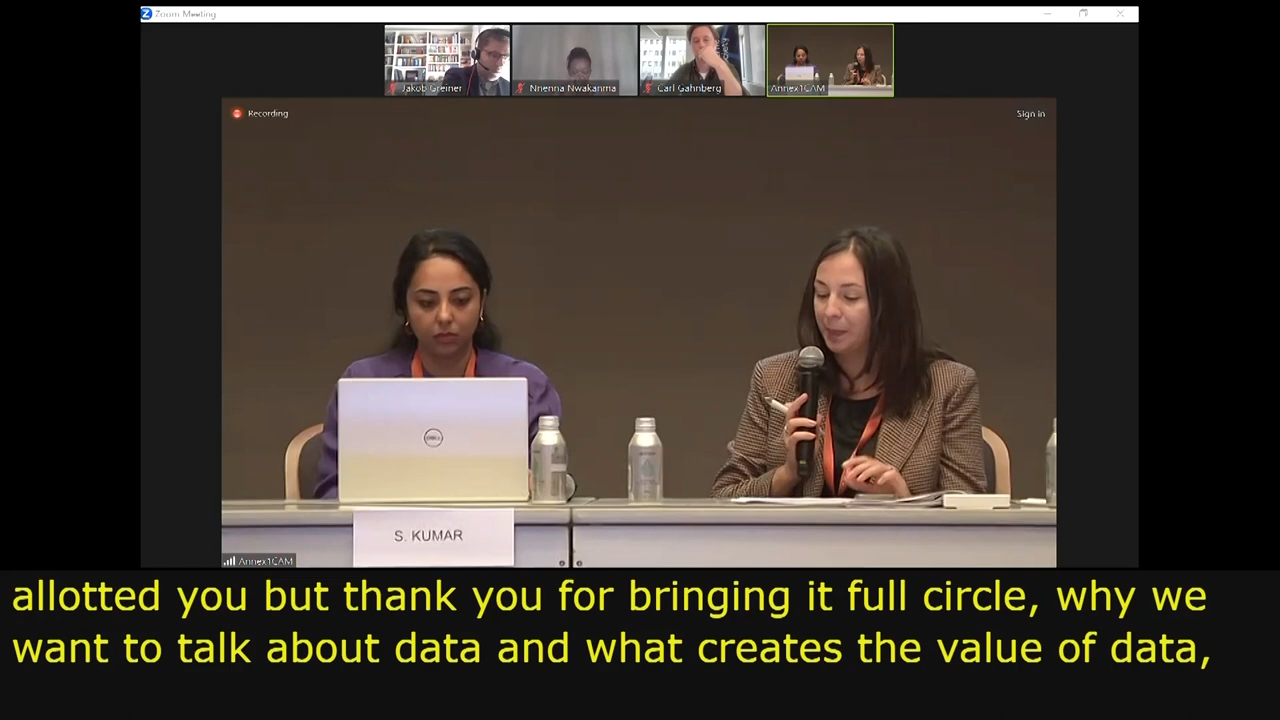 Zoom Meeting
Jakob Greiner
Nnenna Nwakanma
Carl Gahnberg
Annex1CAM
Recording
Sign in
DELL
S. KUMAR
Annex1CAM
allotted you but thank you for bringing it full circle, why we
want to talk about data and what creates the value of data,